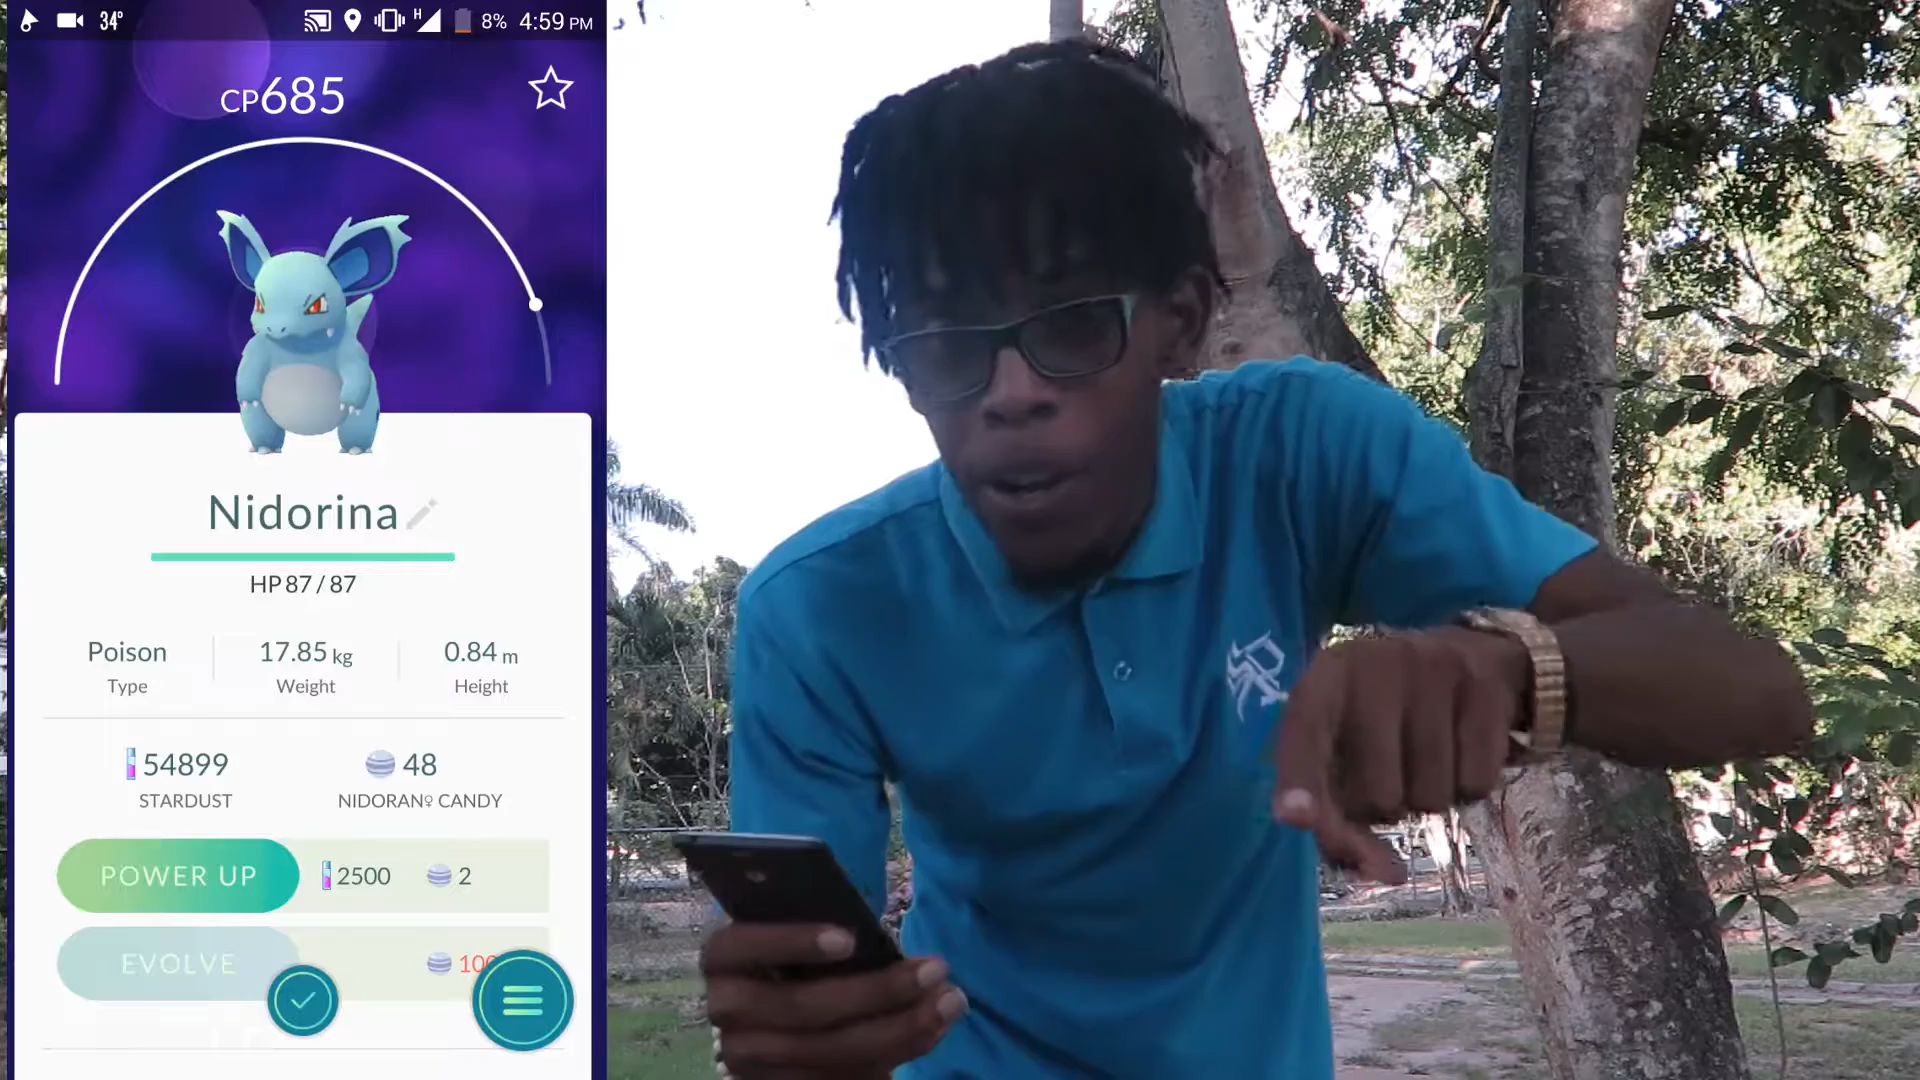 34° H 8% 4:59 PM
CP685
Nidorina
HP 87 / 87
Poison 17.85 kg 0.84 m
Type Weight Height
54899 48
STARDUST NIDORAN♀ CANDY
POWER UP 2500 2
EVOLVE 100